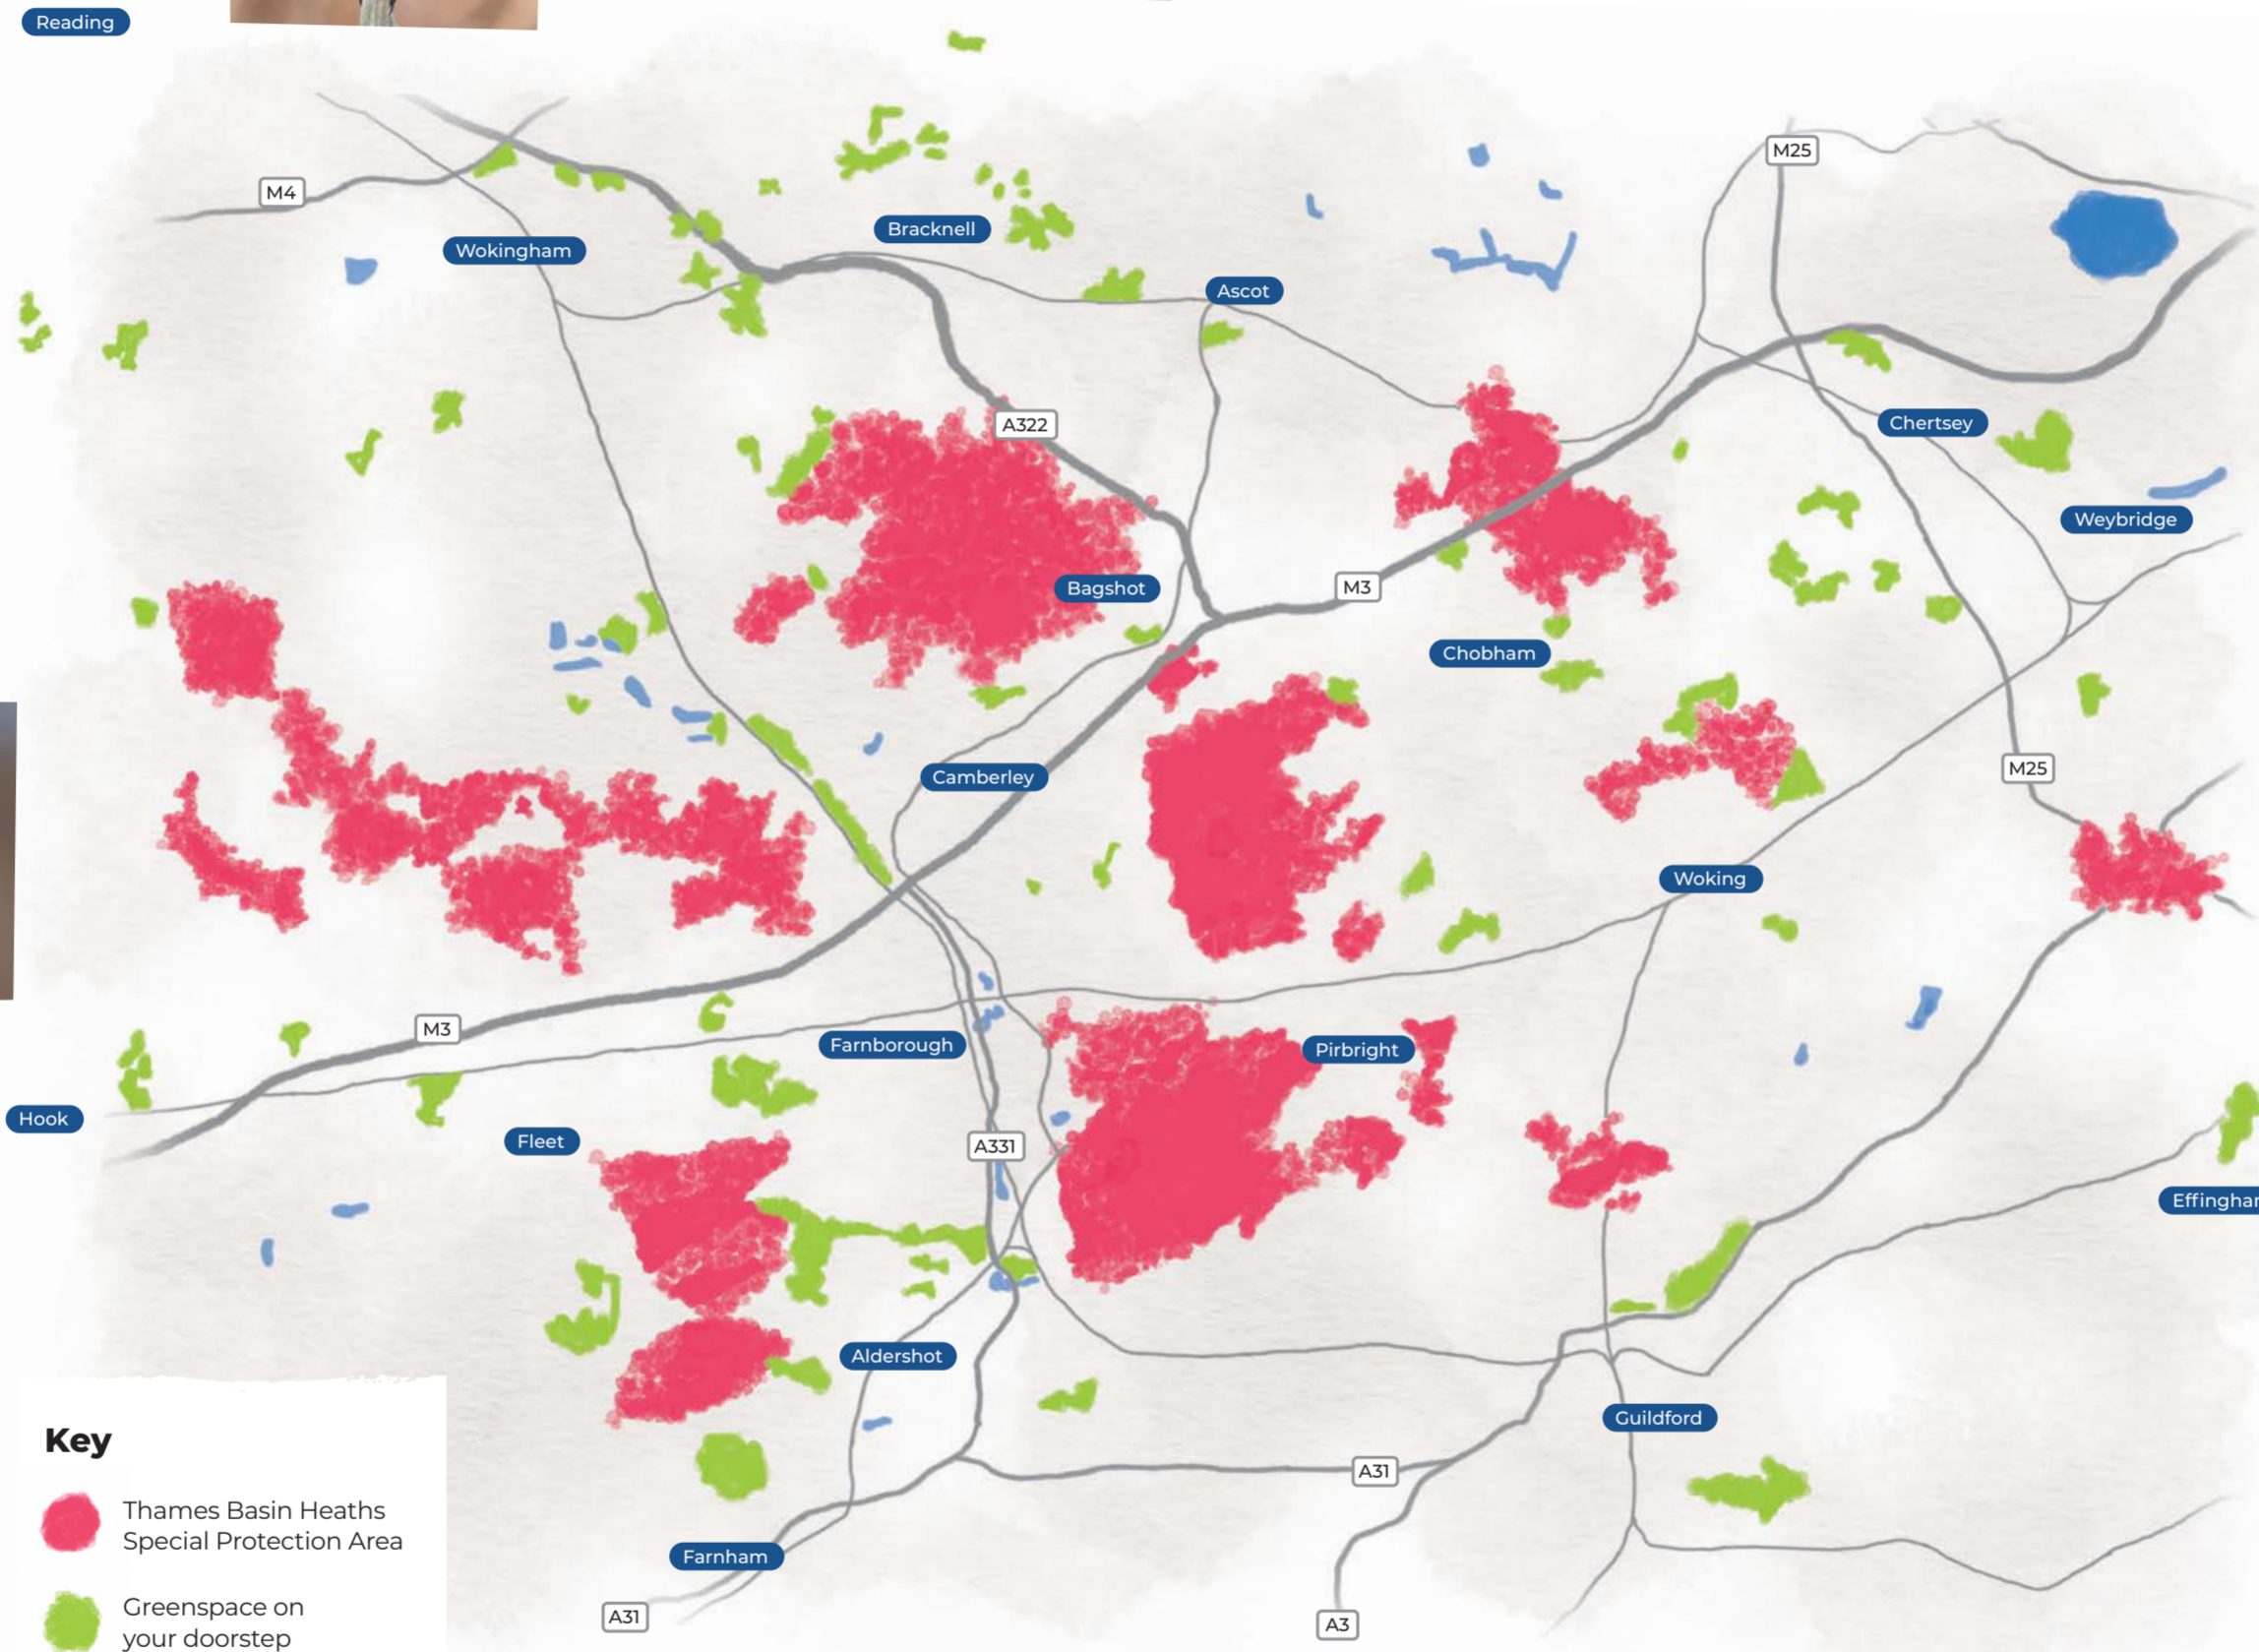 Reading
M25
M4
Bracknell
Wokingham
Ascot
A322
Chertsey
Weybridge
Bagshot
M3
Chobham
Camberley
M25
Woking
M3
Farnborough
Pirbright
Hook
Fleet
A331
Effingha
Aldershot
Guildford
A31
Farnham
A31
A3
Key
Thames Basin Heaths
Special Protection Area
Greenspace on
your doorstep